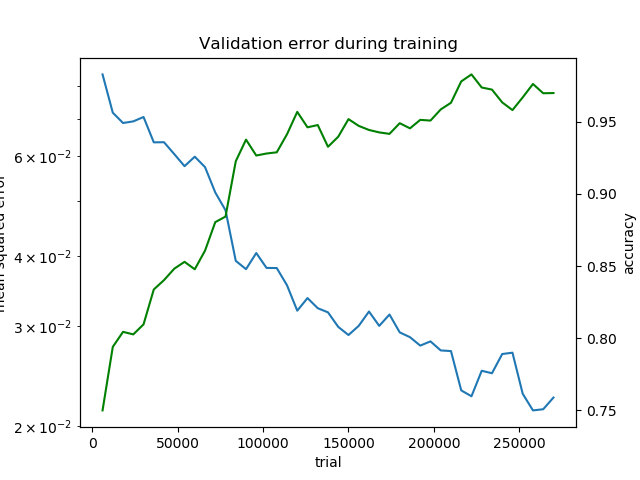 Validation error during training
6 × 10⁻²
4 × 10⁻²
3 × 10⁻²
2 × 10⁻²
mean squared error
0.95
0.90
0.85
0.80
0.75
accuracy
0 50000 100000 150000 200000 250000
trial